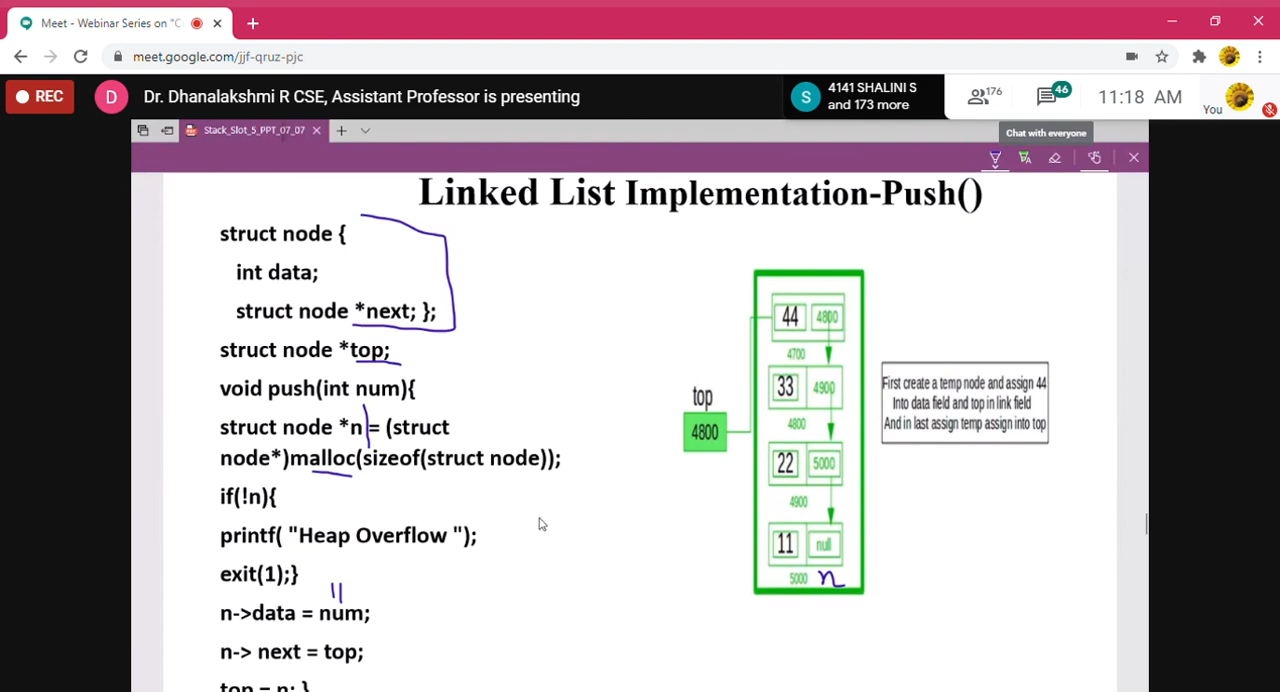 Meet - Webinar Series on "C
meet.google.com/jjf-qruz-pjc
REC
D
Dr. Dhanalakshmi R CSE, Assistant Professor is presenting
S
4141 SHALINI S
and 173 more
176
46
11:18 AM
You
Chat with everyone
Stack_Slot_5_PPT_07_07
Linked List Implementation-Push()
struct node {
int data;
struct node *next; };
struct node *top;
void push(int num){
struct node *n = (struct
node*)malloc(sizeof(struct node));
if(!n){
printf( "Heap Overflow ");
exit(1);}
11
n->data = num;
n-> next = top;
top = n; }
top
4800
44 4800
4700
33 4900
4800
22 5000
4900
11 null
5000 n
First create a temp node and assign 44
Into data field and top in link field
And in last assign temp assign into top